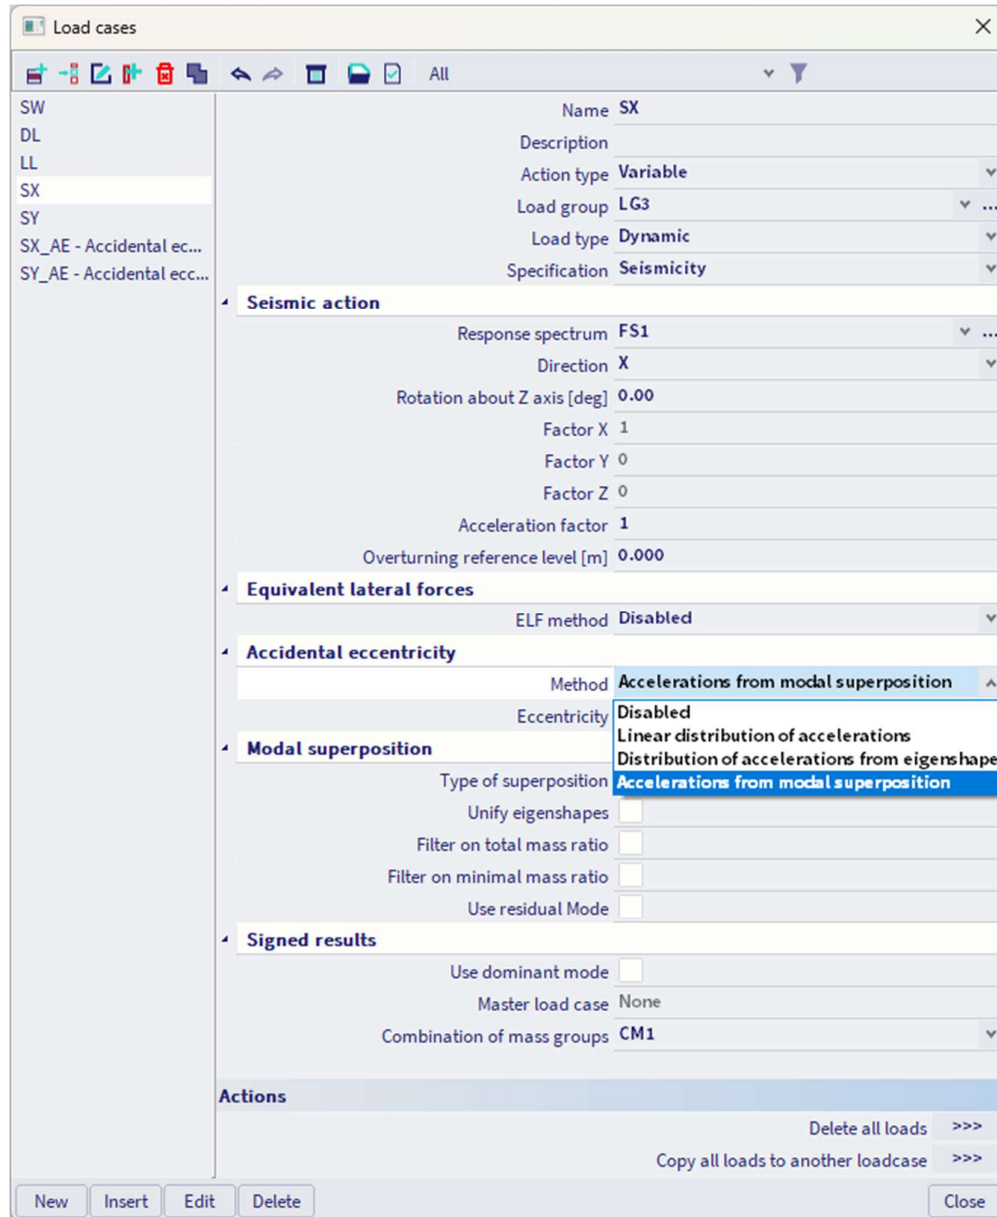 Load cases
All
SW
DL
LL
SX
SY
SX_AE - Accidental ec...
SY_AE - Accidental ecc...
Name SX
Description
Action type Variable
Load group LG3 ...
Load type Dynamic
Specification Seismicity
Seismic action
Response spectrum FS1 ...
Direction X
Rotation about Z axis [deg] 0.00
Factor X 1
Factor Y 0
Factor Z 0
Acceleration factor 1
Overturning reference level [m] 0.000
Equivalent lateral forces
ELF method Disabled
Accidental eccentricity
Method Accelerations from modal superposition
Eccentricity
Disabled
Linear distribution of accelerations
Distribution of accelerations from eigenshape
Accelerations from modal superposition
Modal superposition
Type of superposition
Unify eigenshapes
Filter on total mass ratio
Filter on minimal mass ratio
Use residual Mode
Signed results
Use dominant mode
Master load case None
Combination of mass groups CM1
Actions
Delete all loads >>>
Copy all loads to another loadcase >>>
New Insert Edit Delete Close